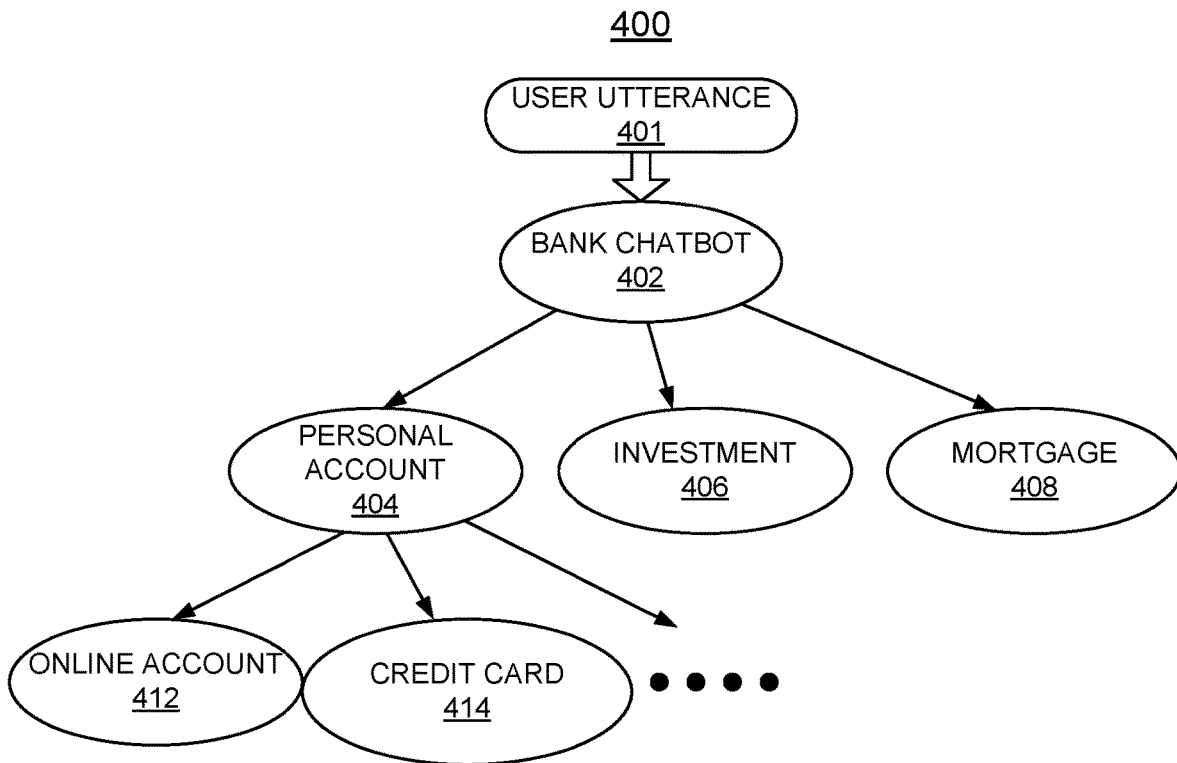 400
USER UTTERANCE
401
BANK CHATBOT
402
PERSONAL
ACCOUNT
404
INVESTMENT
406
MORTGAGE
408
ONLINE ACCOUNT
412
CREDIT CARD
414